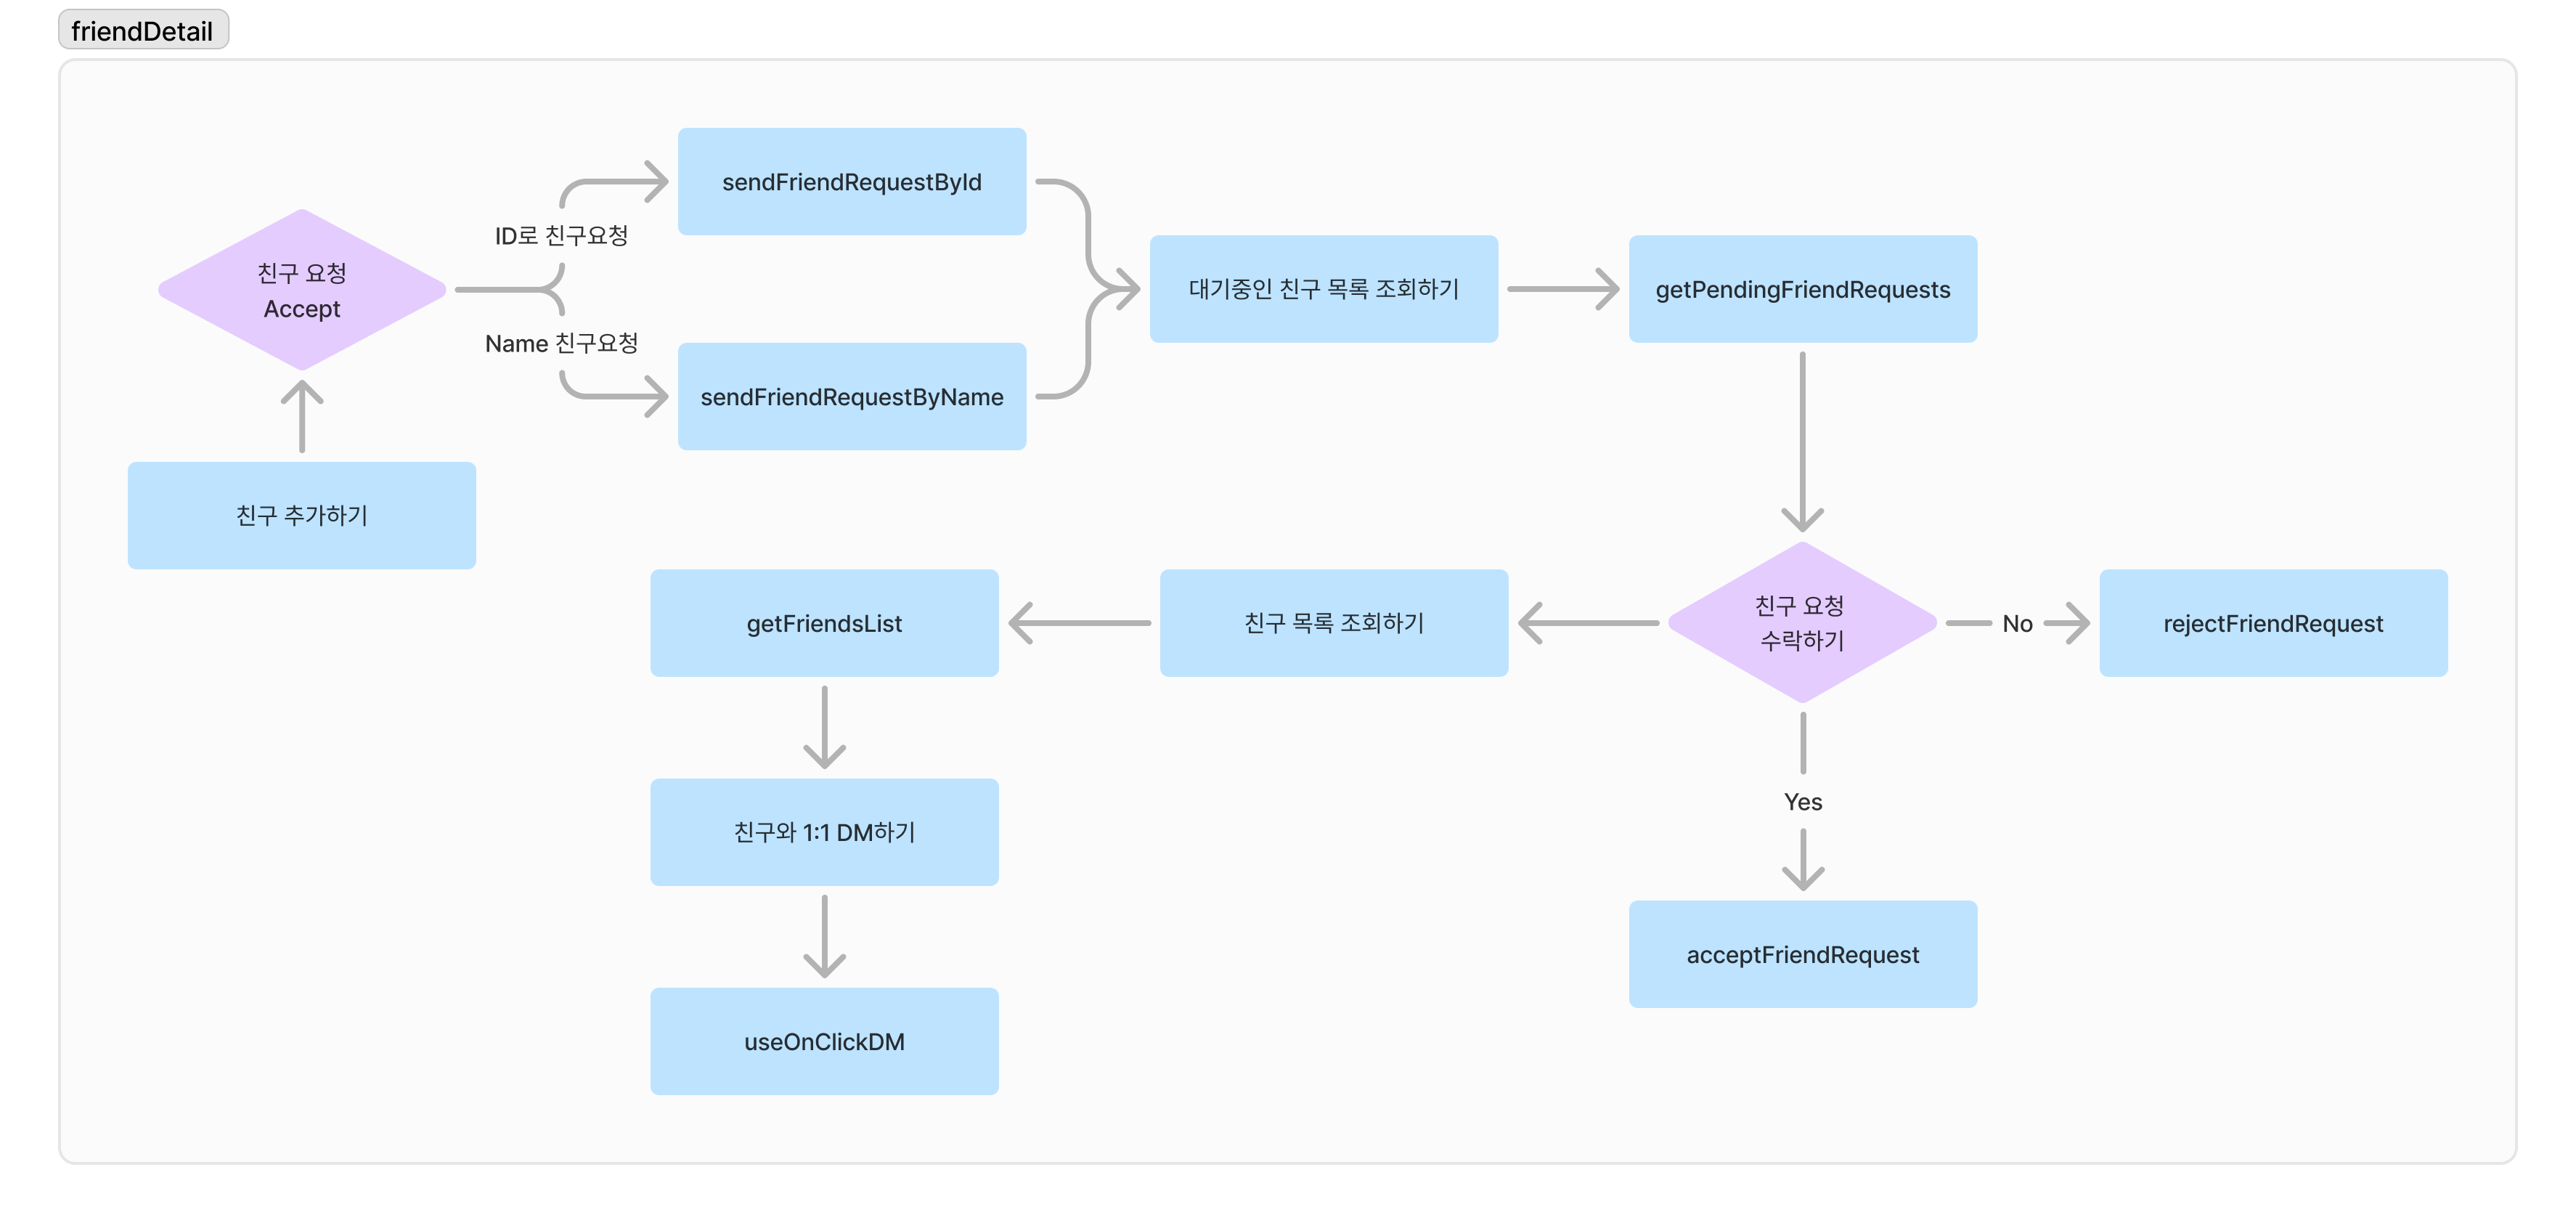 friendDetail
sendFriendRequestById
ID로 친구요청
친구 요청
Accept
대기중인 친구 목록 조회하기
getPendingFriendRequests
Name 친구요청
sendFriendRequestByName
친구 추가하기
getFriendsList
친구 목록 조회하기
친구 요청
수락하기
No
rejectFriendRequest
친구와 1:1 DM하기
Yes
acceptFriendRequest
useOnClickDM